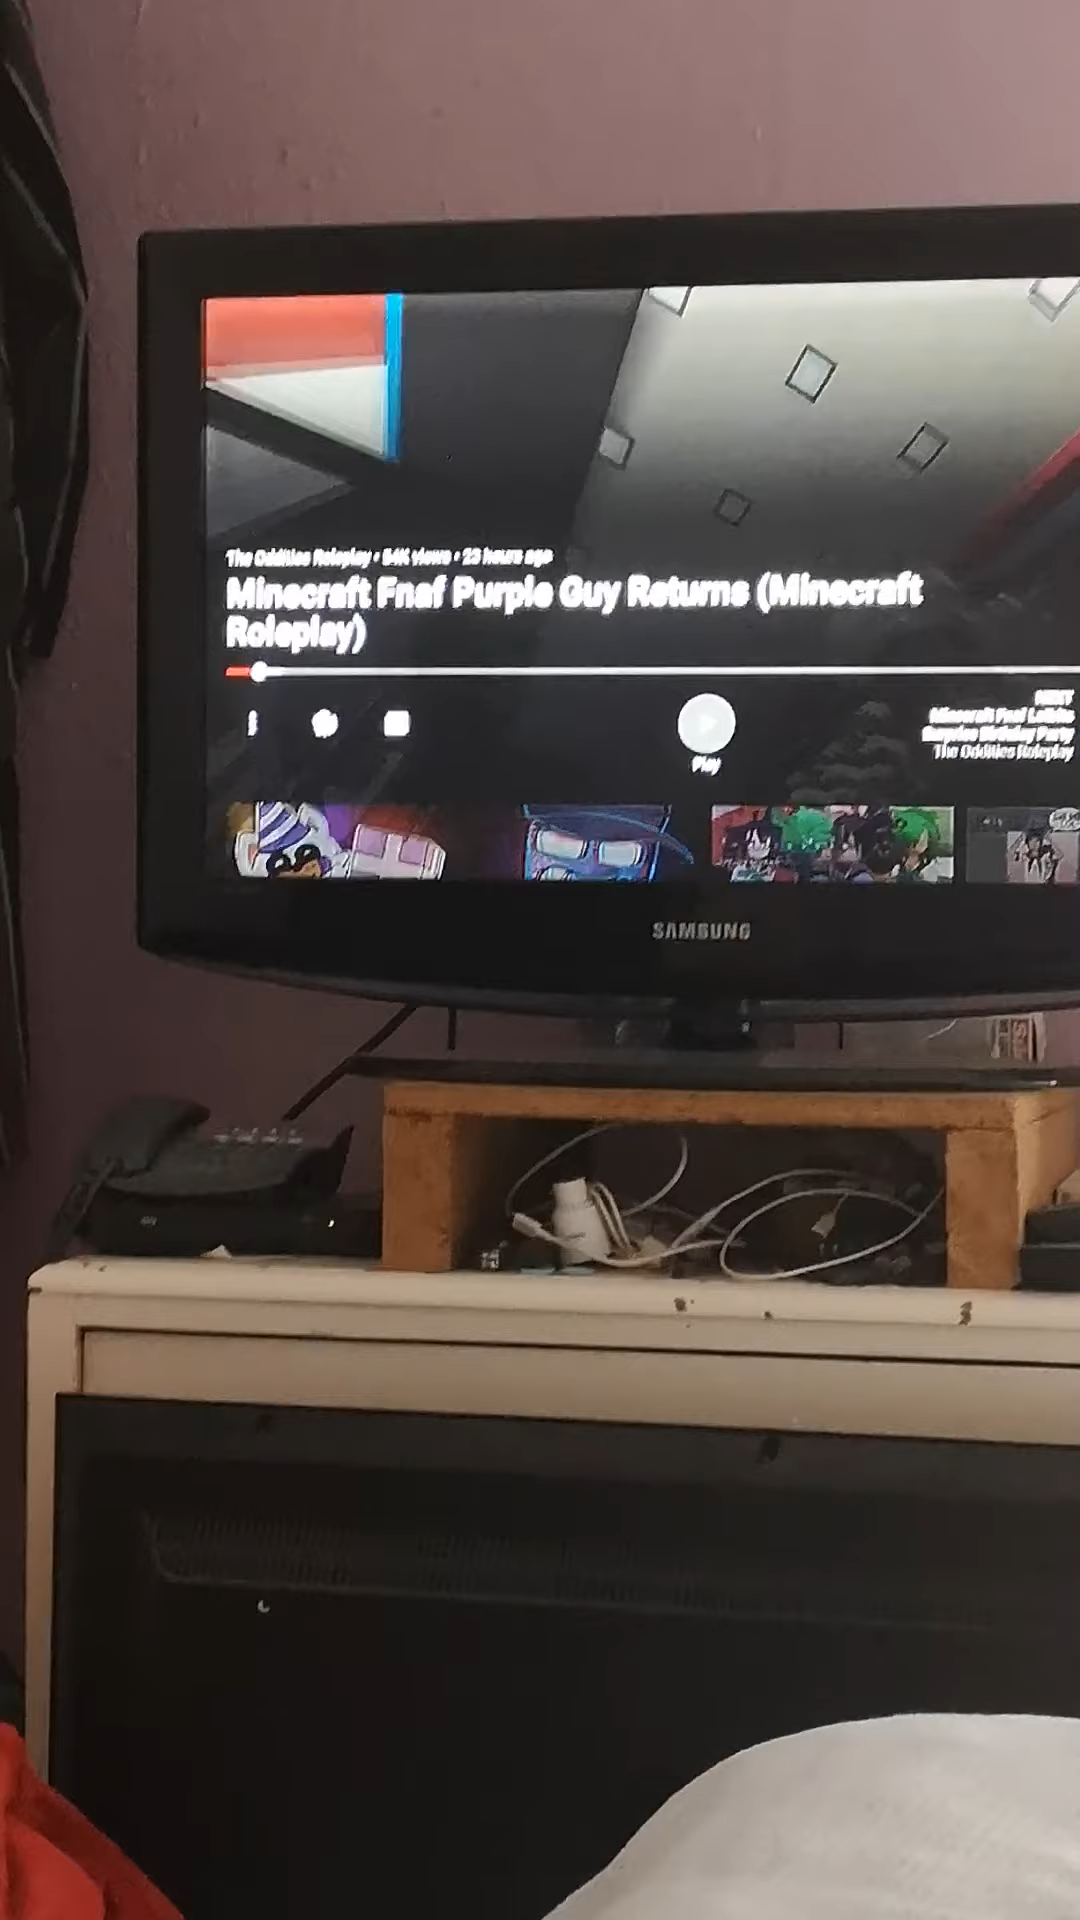 The Oddities Roleplay • 54K views • 23 hours ago
Minecraft Fnaf Purple Guy Returns (Minecraft
Roleplay)
NEXT
Minecraft Fnaf Lolbits
Surprise Birthday Party
The Oddities Roleplay
Play
SAMSUNG